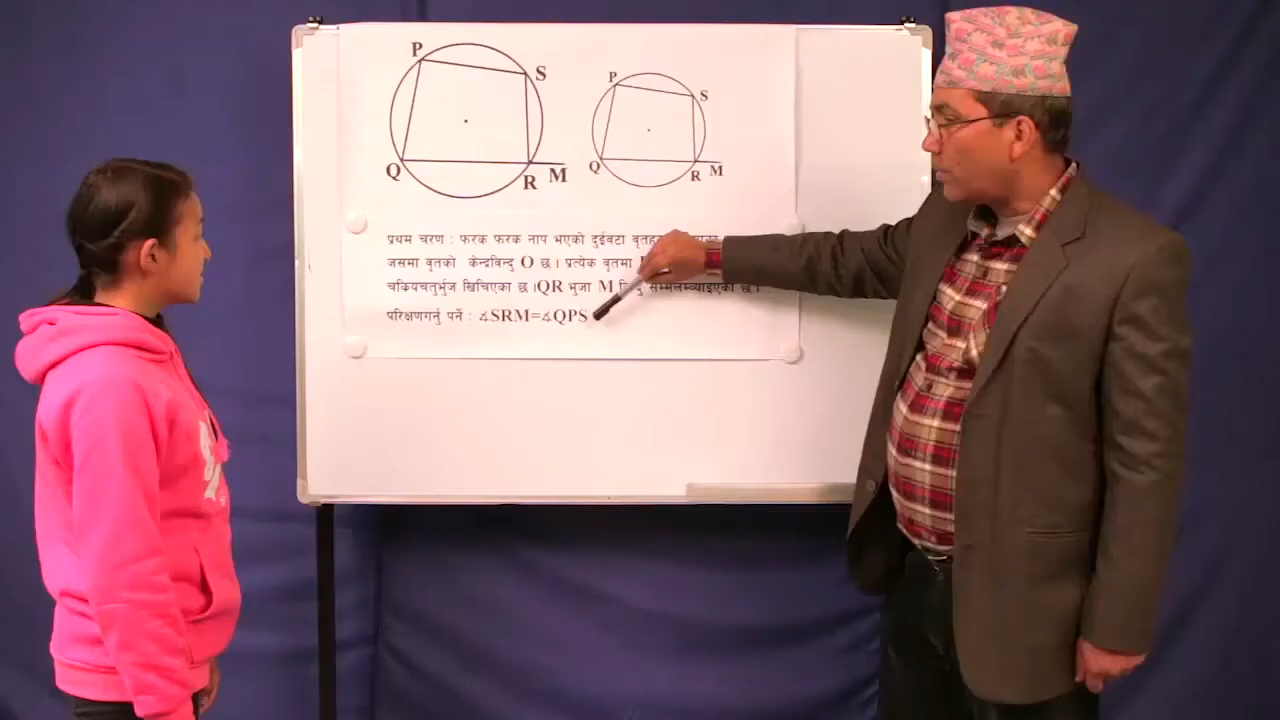 P
S
Q
R
M
P
S
Q
R
M
प्रथम चरण : फरक फरक नाप भएको दुईवटा
जसमा वृतको केन्द्रविन्दु O छ । प्रत्येक वृतमा
चक्रियचतुर्भुज खिचिएका छ ।QR भुजा M
परिक्षणगर्नु पर्ने : ∡SRM=∡QPS